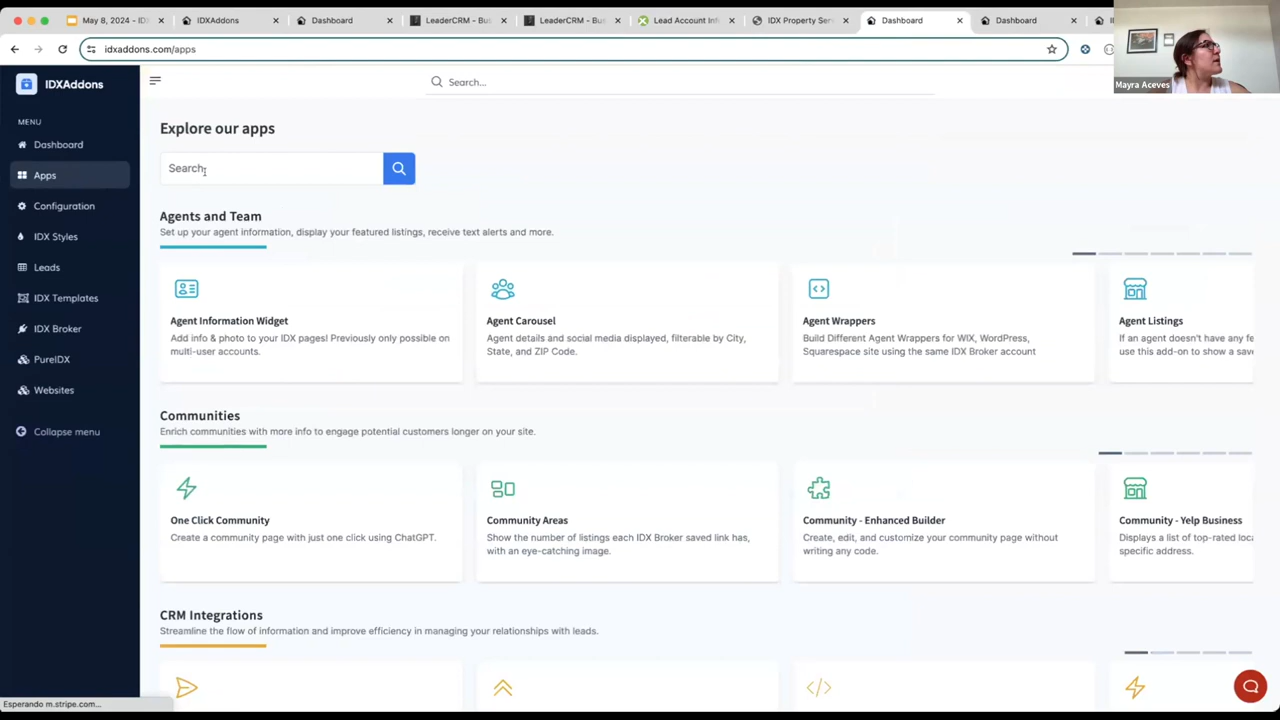 May 8, 2024 - IDX
IDXAddons
Dashboard
LeaderCRM - Bus
LeaderCRM - Bus
Lead Account Info
IDX Property Serv
Dashboard
Dashboard
idxaddons.com/apps
Mayra Aceves
IDXAddons
Search...
MENU
Dashboard
Apps
Configuration
IDX Styles
Leads
IDX Templates
IDX Broker
PureIDX
Websites
Collapse menu
Explore our apps
Search
Agents and Team
Set up your agent information, display your featured listings, receive text alerts and more.
Agent Information Widget
Add info & photo to your IDX pages! Previously only possible on
multi-user accounts.
Agent Carousel
Agent details and social media displayed, filterable by City,
State, and ZIP Code.
Agent Wrappers
Build Different Agent Wrappers for WIX, WordPress,
Squarespace site using the same IDX Broker account
Agent Listings
If an agent doesn't have any fe
use this add-on to show a save
Communities
Enrich communities with more info to engage potential customers longer on your site.
One Click Community
Create a community page with just one click using ChatGPT.
Community Areas
Show the number of listings each IDX Broker saved link has,
with an eye-catching image.
Community - Enhanced Builder
Create, edit, and customize your community page without
writing any code.
Community - Yelp Business
Displays a list of top-rated loca
specific address.
CRM Integrations
Streamline the flow of information and improve efficiency in managing your relationships with leads.
Esperando m.stripe.com...